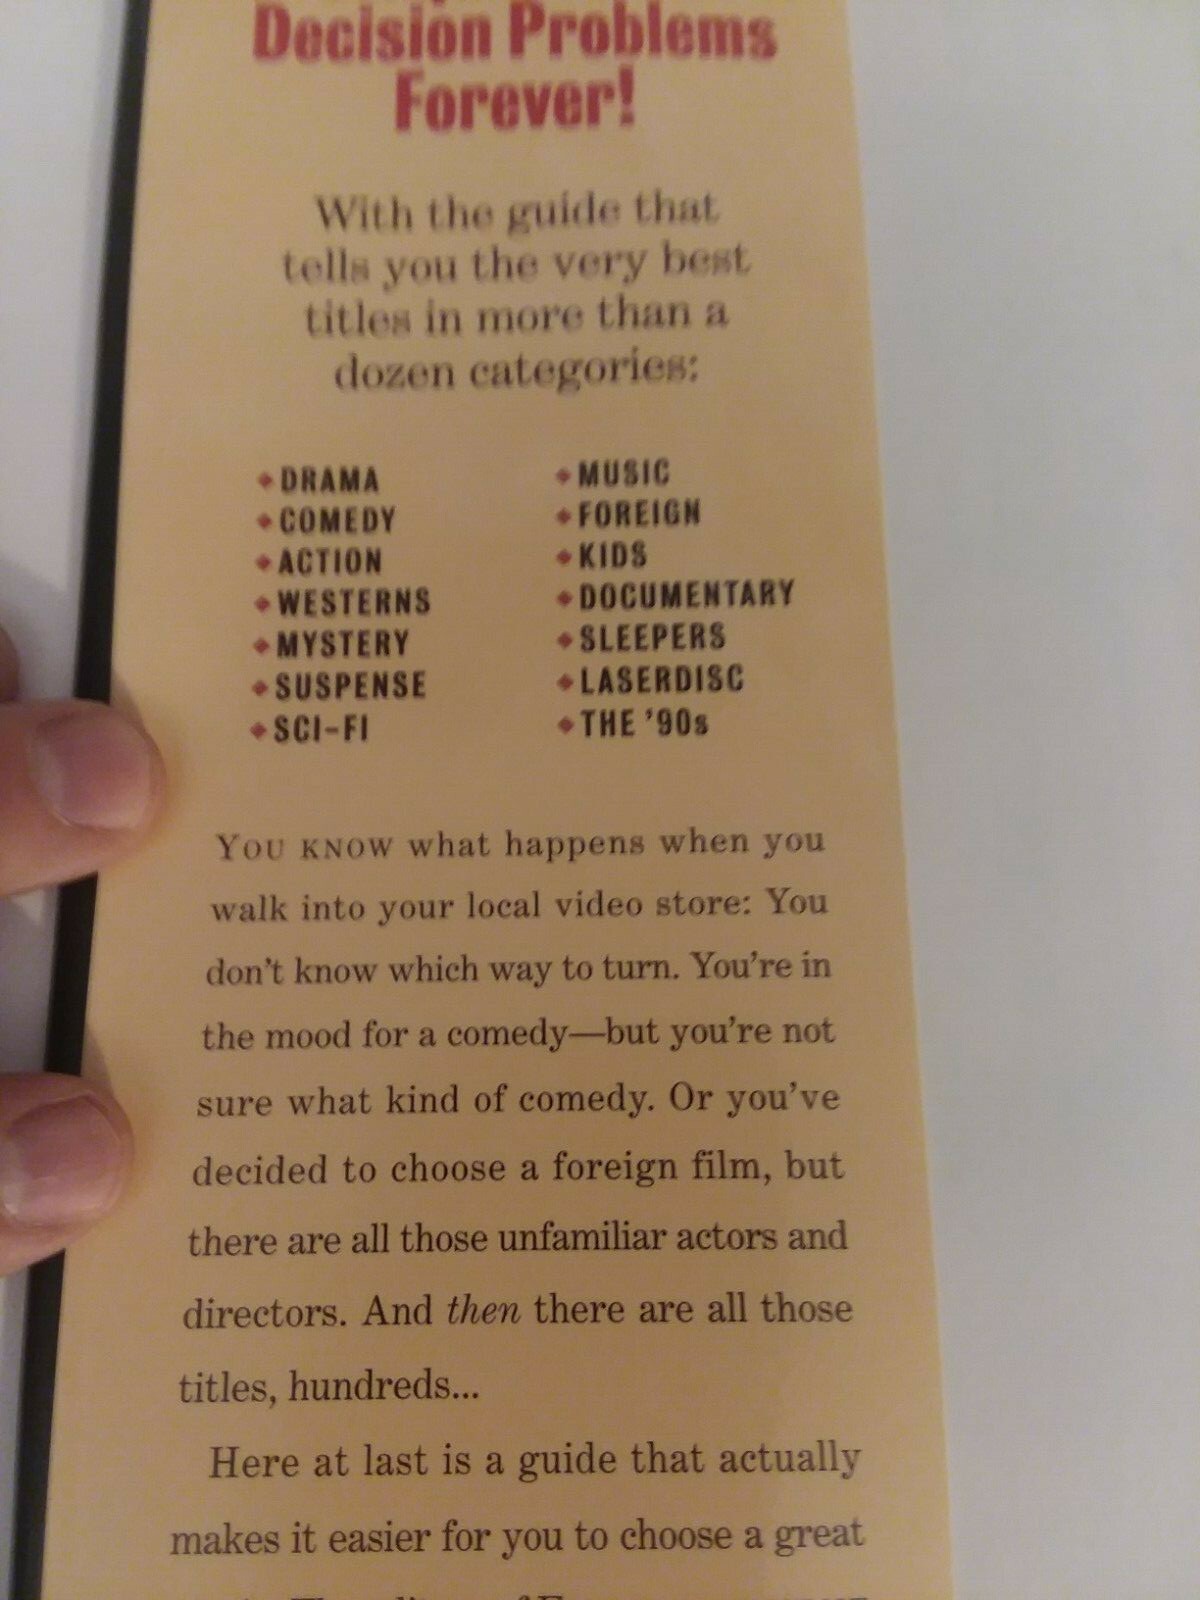 Decision Problems
Forever!
With the guide that
tells you the very best
titles in more than a
dozen categories:
◆ DRAMA
◆ COMEDY
◆ ACTION
◆ WESTERNS
◆ MYSTERY
◆ SUSPENSE
◆ SCI-FI
◆ MUSIC
◆ FOREIGN
◆ KIDS
◆ DOCUMENTARY
◆ SLEEPERS
◆ LASERDISC
◆ THE '90s
YOU KNOW what happens when you
walk into your local video store: You
don't know which way to turn. You're in
the mood for a comedy—but you're not
sure what kind of comedy. Or you've
decided to choose a foreign film, but
there are all those unfamiliar actors and
directors. And then there are all those
titles, hundreds...
Here at last is a guide that actually
makes it easier for you to choose a great